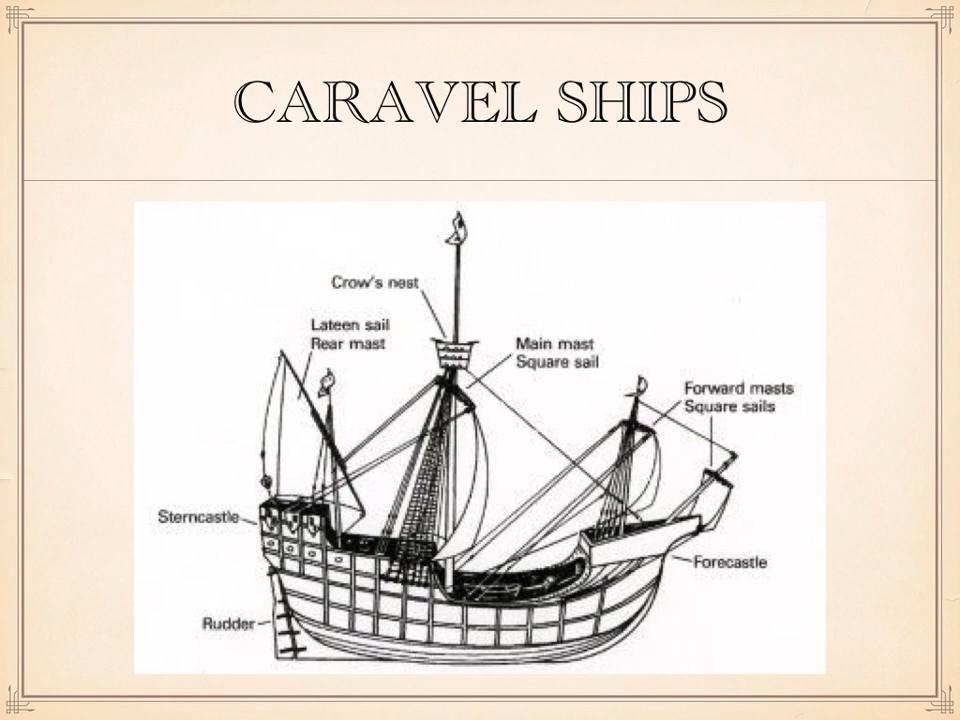 CARAVEL SHIPS
Crow's nest
Lateen sail
Rear mast
Main mast
Square sail
Forward masts
Square sails
Sterncastle
Forecastle
Rudder